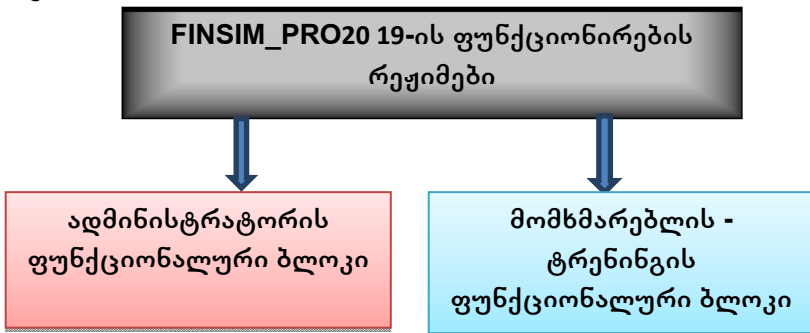 FINSIM_PRO20 19-ის ფუნქციონირების
რეჟიმები
ადმინისტრატორის
ფუნქციონალური ბლოკი
მომხმარებლის -
ტრენინგის
ფუნქციონალური ბლოკი